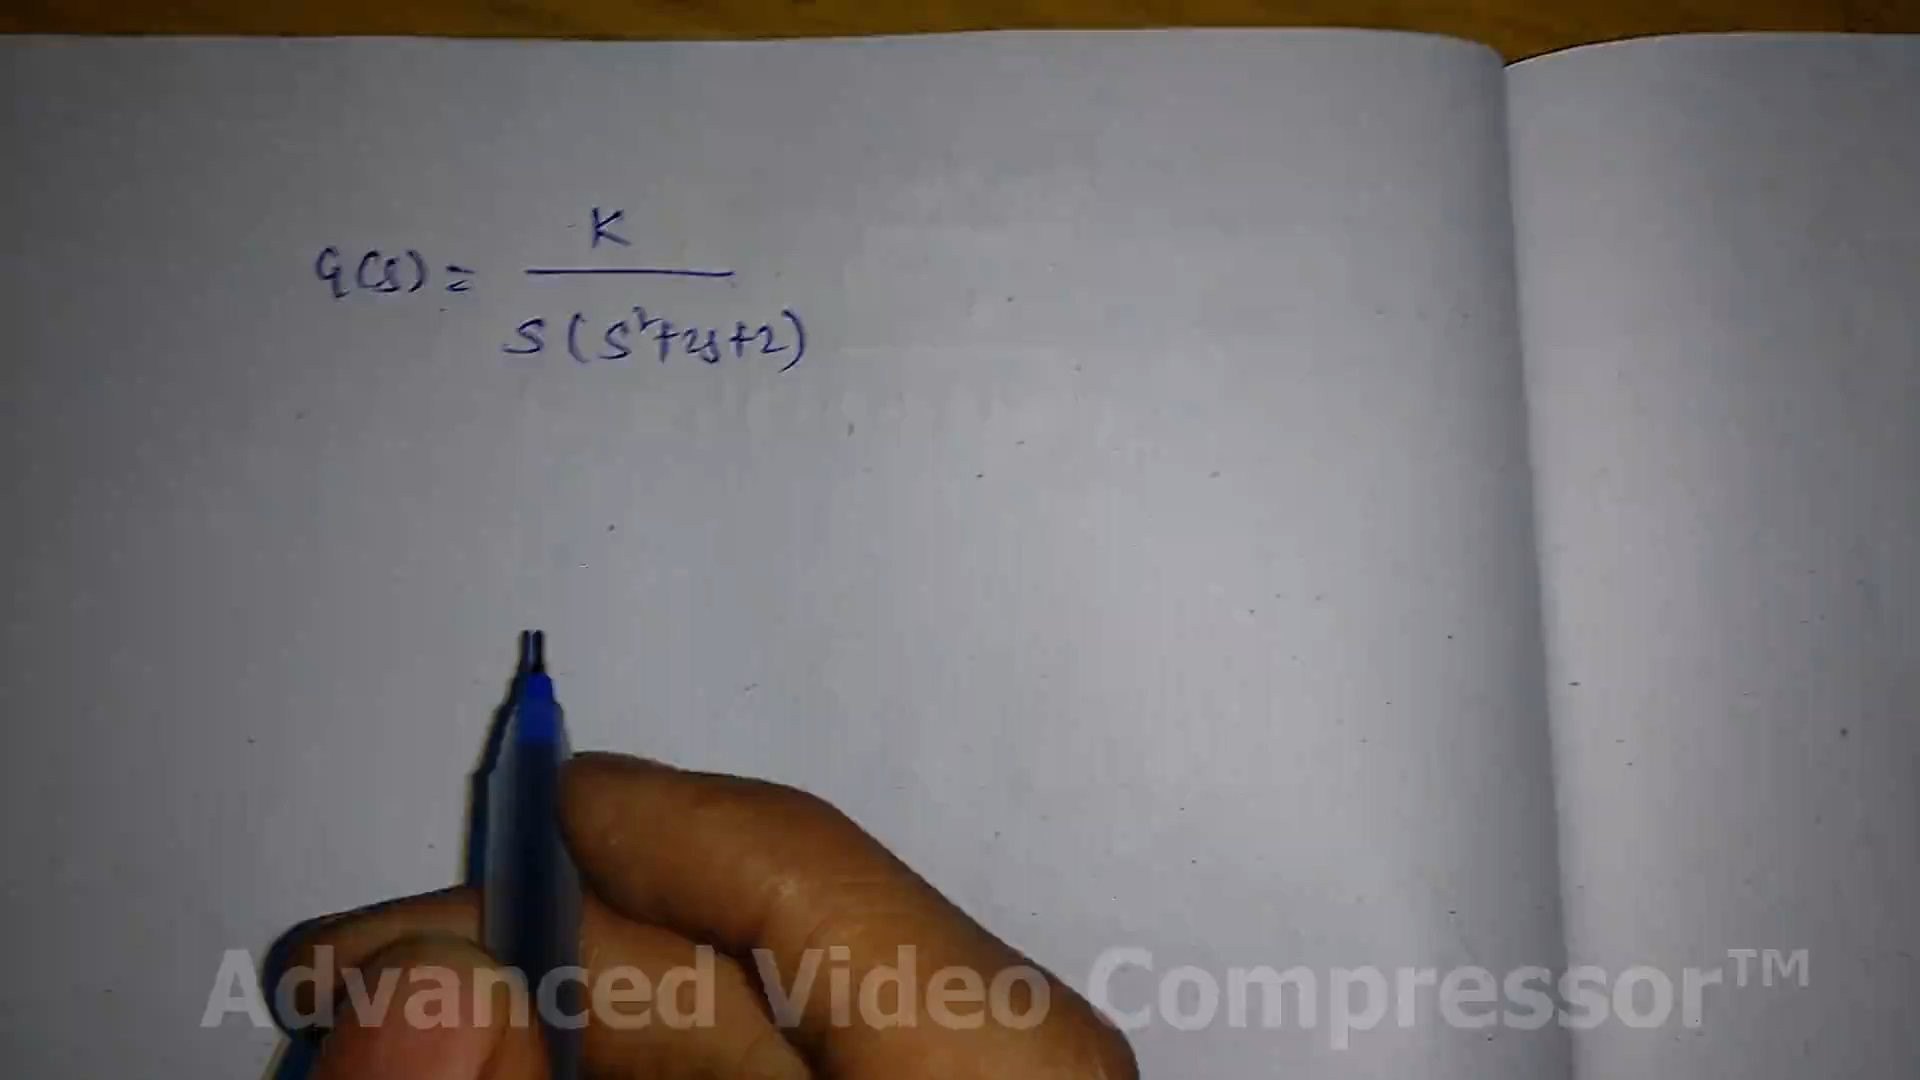 G(s) = K
S(S²+2s+2)
Advanced Video Compressor™